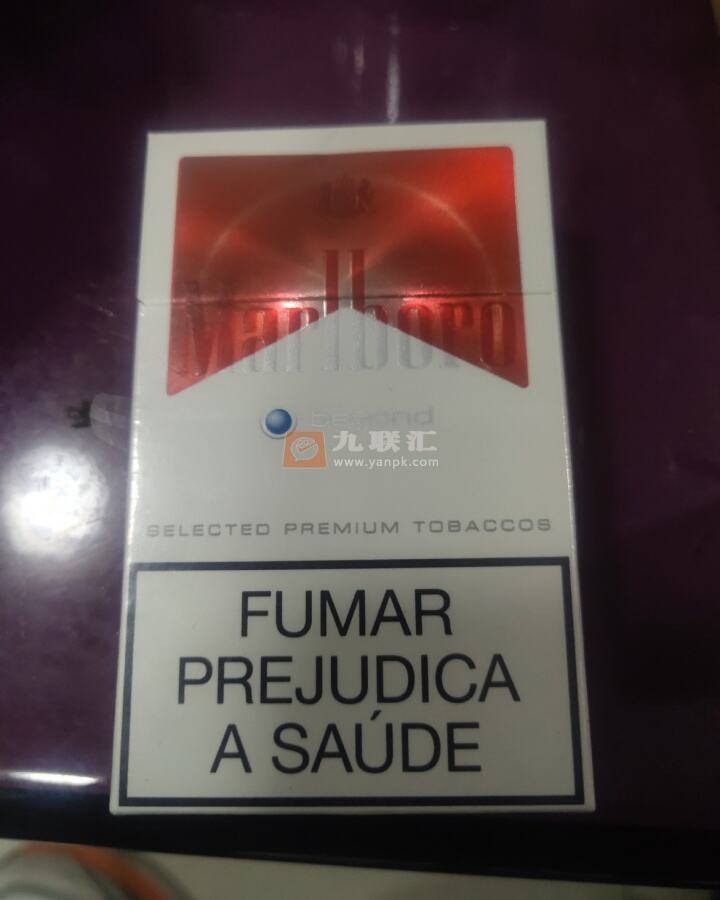 Marlboro
beyond
九联汇
www.yanpk.com
SELECTED PREMIUM TOBACCOS
FUMAR
PREJUDICA
A SAÚDE